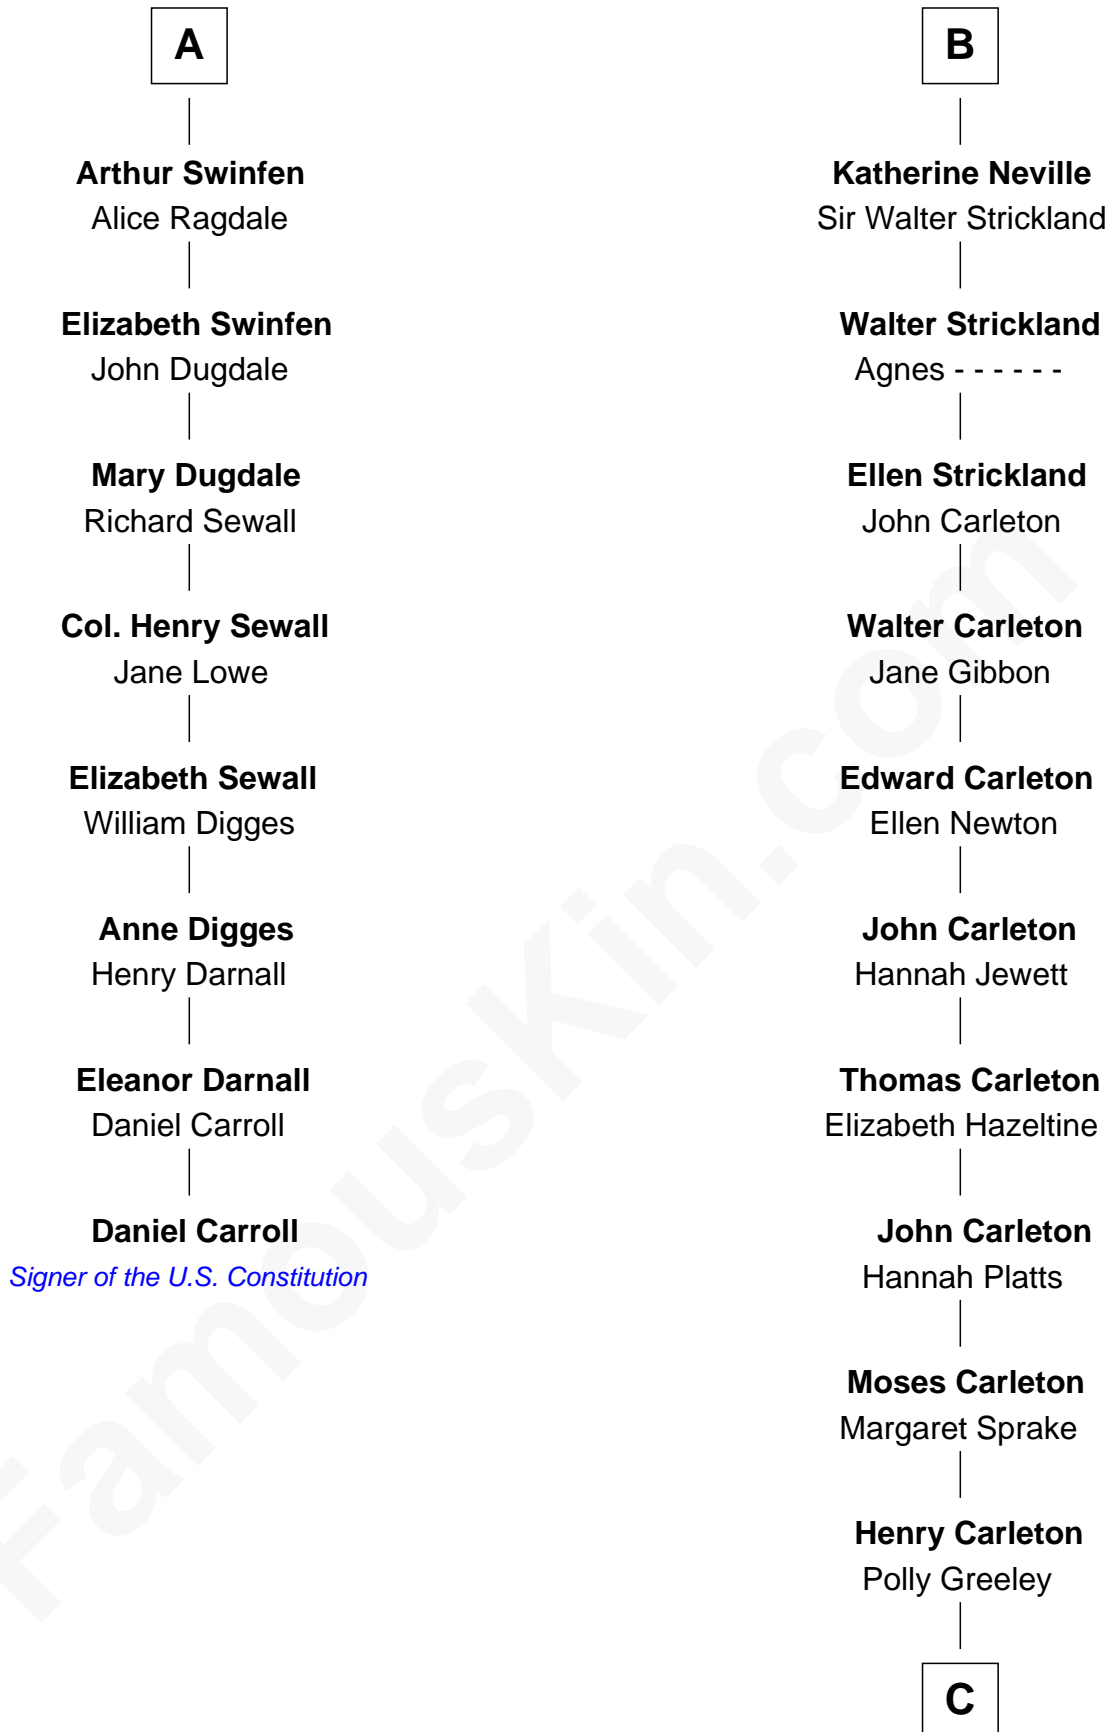 A
Arthur Swinfen
Alice Ragdale
Elizabeth Swinfen
John Dugdale
Mary Dugdale
Richard Sewall
Col. Henry Sewall
Jane Lowe
Elizabeth Sewall
William Digges
Anne Digges
Henry Darnall
Eleanor Darnall
Daniel Carroll
Daniel Carroll
Signer of the U.S. Constitution
B
Katherine Neville
Sir Walter Strickland
Walter Strickland
Agnes - - - - - -
Ellen Strickland
John Carleton
Walter Carleton
Jane Gibbon
Edward Carleton
Ellen Newton
John Carleton
Hannah Jewett
Thomas Carleton
Elizabeth Hazeltine
John Carleton
Hannah Platts
Moses Carleton
Margaret Sprake
Henry Carleton
Polly Greeley
C
FamousKin.com